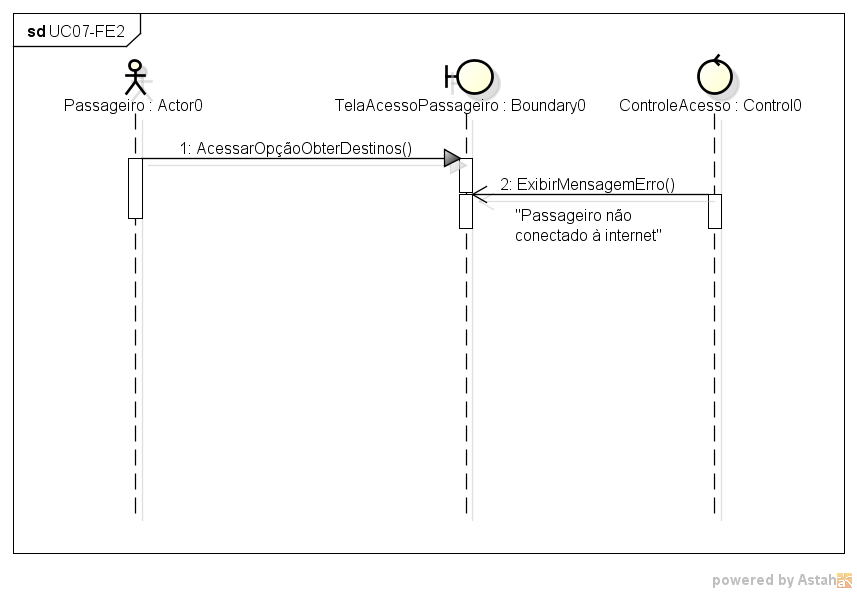 sd UC07-FE2
Passageiro : Actor0
TelaAcessoPassageiro : Boundary0
ControleAcesso : Control0
1: AcessarOpçãoObterDestinos()
2: ExibirMensagemErro()
"Passageiro não
conectado à internet"
powered by Astah